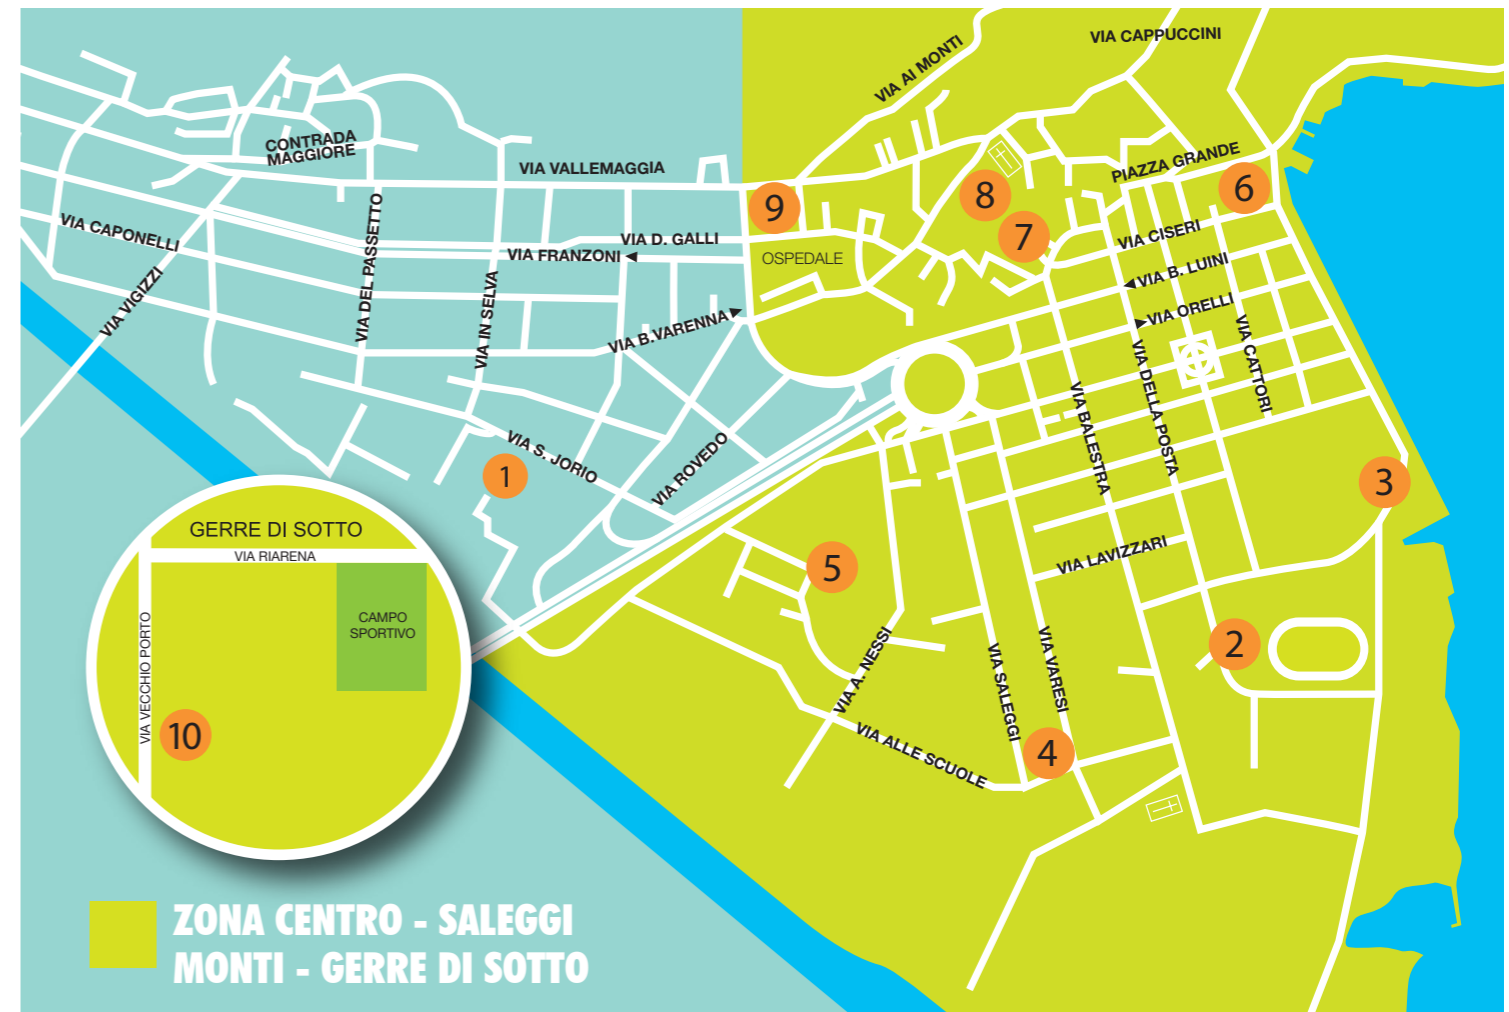 VIA CAPPUCCINI
VIA AI MONTI
CONTRADA
MAGGIORE
VIA VALLEMAGGIA
PIAZZA GRANDE
8
6
9
7
VIA CAPONELLI
VIA DEL PASSETTO
VIA D. GALLI
VIA FRANZONI
OSPEDALE
VIA CISERI
VIA B. LUINI
VIA VIGIZZI
VIA IN SELVA
VIA B.VARENNA
VIA ORELLI
VIA CATTORI
VIA DELLA POSTA
VIA BALESTRA
VIA S. JORIO
1
VIA ROVEDO
3
GERRE DI SOTTO
VIA RIARENA
5
VIA LAVIZZARI
CAMPO
SPORTIVO
VIA VECCHIO PORTO
2
VIA A. NESSI
VIA SALEGGI
VIA VARESI
10
4
VIA ALLE SCUOLE
ZONA CENTRO - SALEGGI
MONTI - GERRE DI SOTTO